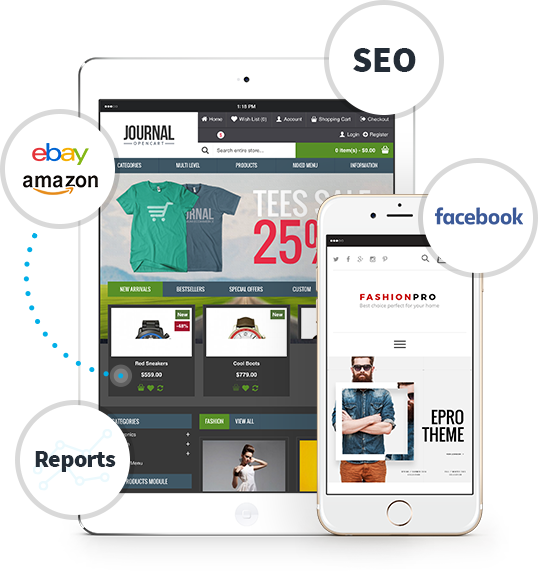 SEO
ebay
amazon
facebook
Reports
1:15 PM
JOURNAL
OPENCART
Home
Wish List (0)
Account
Shopping Cart
Checkout
Login
Register
Search entire store...
0 item(s) - $0.00
CATEGORIES
MULTI LEVEL
PRODUCTS
MIXED MENU
INFORMATION
TEES SALE
25%
NEW ARRIVALS
BESTSELLERS
SPECIAL OFFERS
CUSTOM
New
-48%
Red Sneakers
$559.00
New
Cool Boots
$779.00
CATEGORIES
FASHION
VIEW ALL
Menu
PRODUCTS MODULE
FASHIONPRO
Best choice perfect for your home
EPRO
THEME